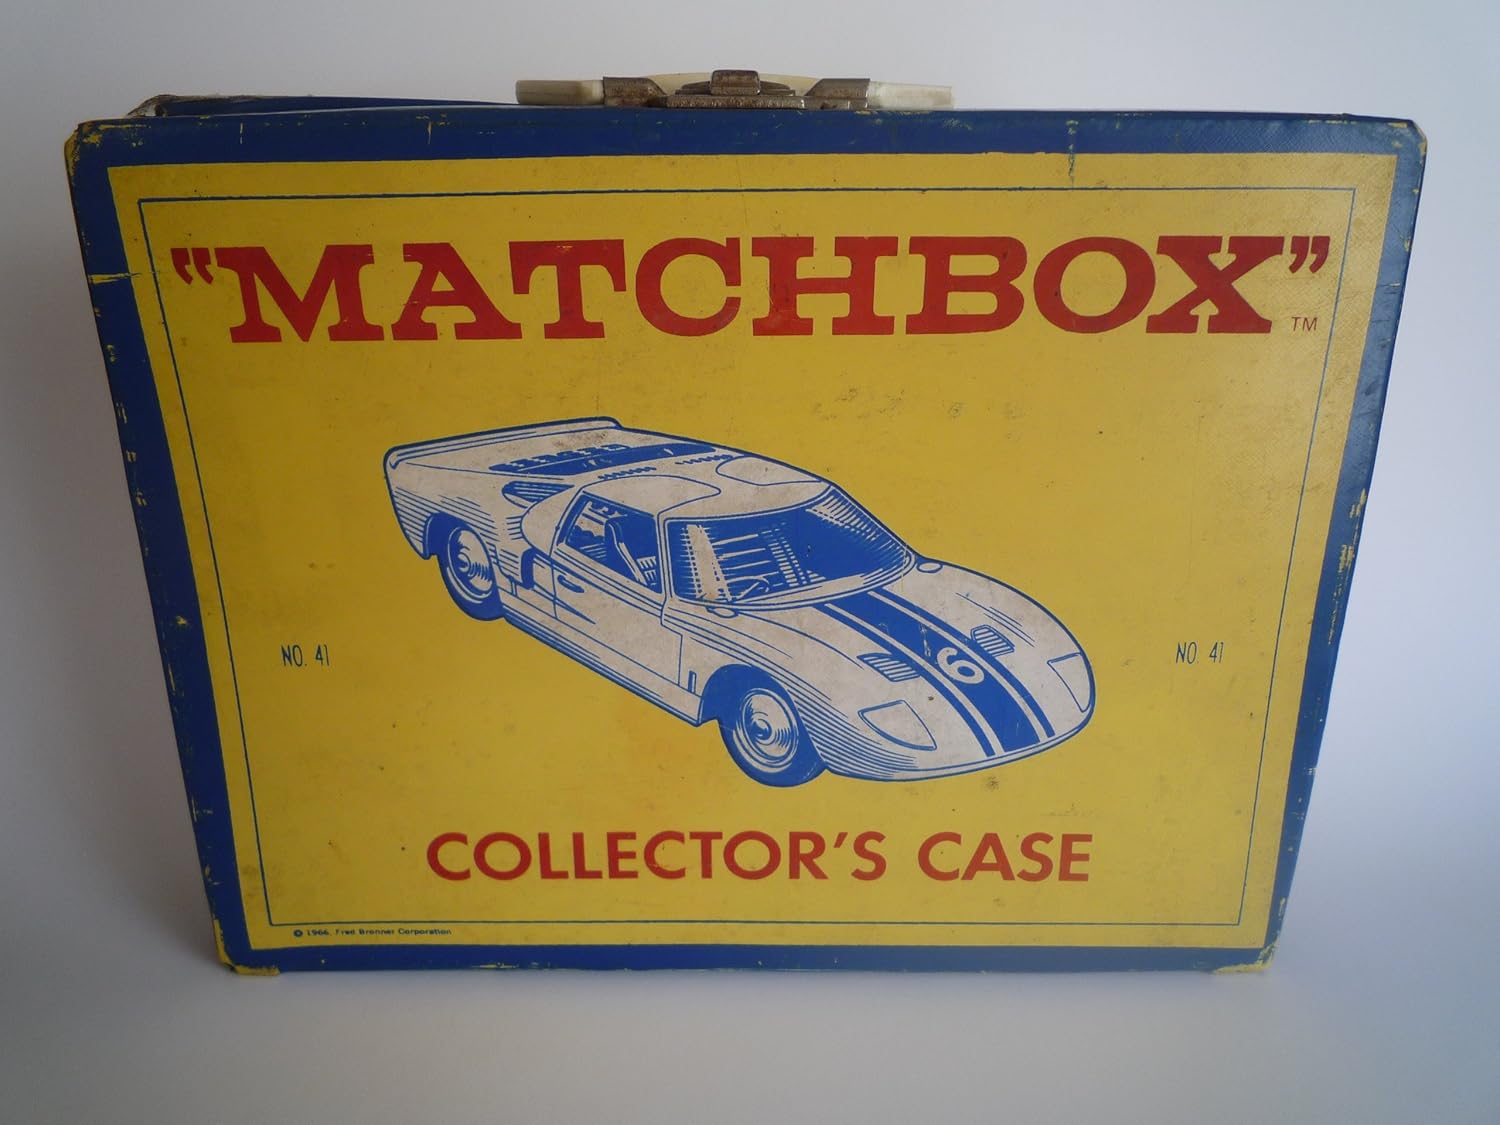 "MATCHBOX"
TM
6
NO. 41
NO. 41
COLLECTOR'S CASE
© 1966, Fred Bronner Corporation